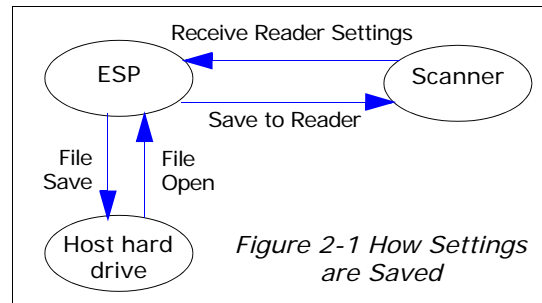 Receive Reader Settings
ESP
Scanner
Save to Reader
File
Save
File
Open
Host hard
drive
Figure 2-1 How Settings
are Saved